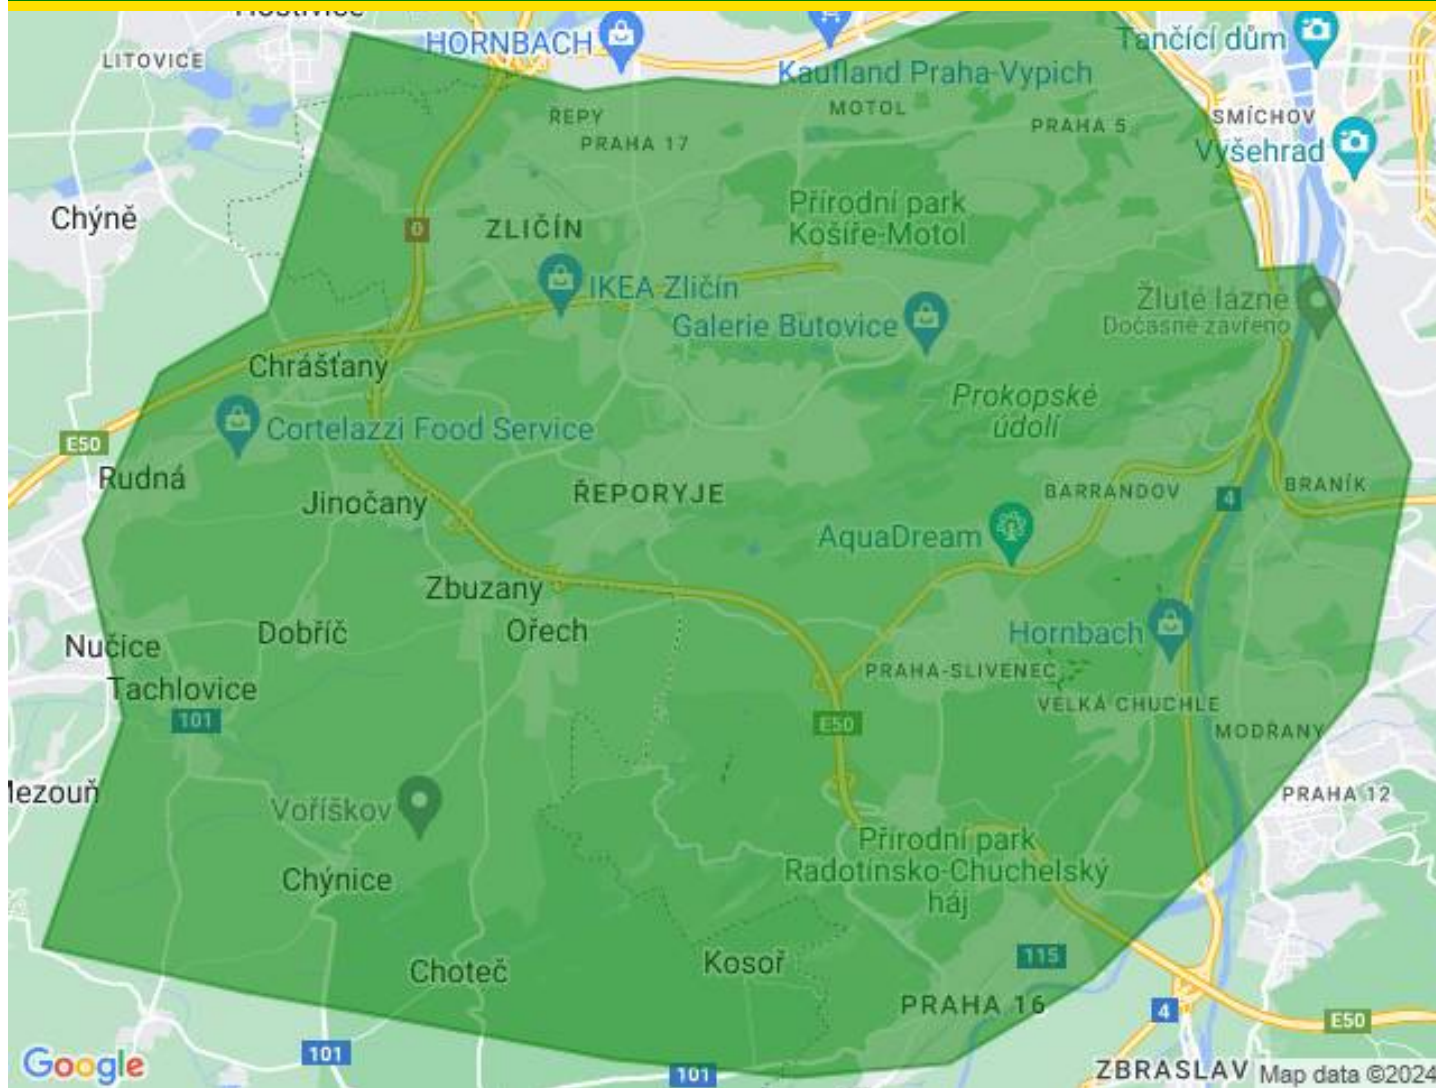 HORNBACH
LITOVICE
Tančící dům
Kaufland Praha-Vypich
MOTOL
ŘEPY
PRAHA 17
PRAHA 5
SMÍCHOV
Vyšehrad
Chýně
Přírodní park
Košíře-Motol
0
ZLIČÍN
IKEA Zličín
Žluté lázně
Dočasně zavřeno
Galerie Butovice
Chrášťany
Prokopské
údolí
Cortelazzi Food Service
E50
Rudná
Jinočany
ŘEPORYJE
BARRANDOV
4
BRANÍK
AquaDream
Zbuzany
Ořech
Dobříč
Nučice
Hornbach
PRAHA-SLIVENEC
Tachlovice
101
E50
VELKÁ CHUCHLE
MODŘANY
PRAHA 12
Voříškov
Přírodní park
Radotínsko-Chuchelský
háj
Chýnice
Choteč
Kosoř
115
PRAHA 16
4
E50
Google
101
101
ZBRASLAV
Map data ©2024